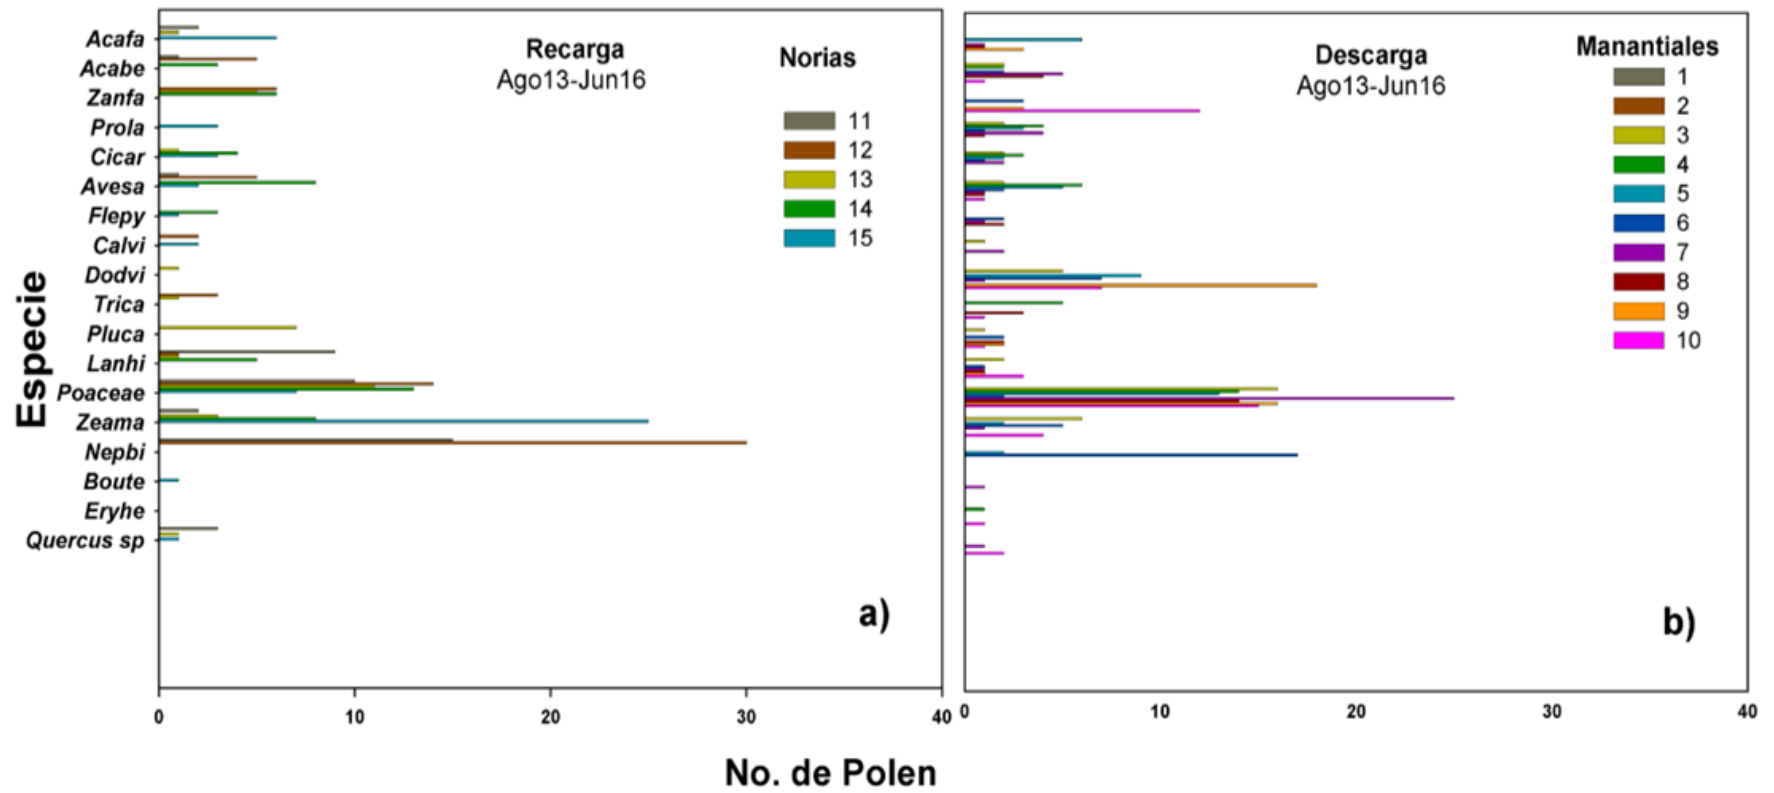 Recarga
Ago13-Jun16
Norias
11
12
13
14
15
Descarga
Ago13-Jun16
Manantiales
1
2
3
4
5
6
7
8
9
10
Especie
Acafa
Acabe
Zanfa
Prola
Cicar
Avesa
Flepy
Calvi
Dodvi
Trica
Pluca
Lanhi
Poaceae
Zeama
Nepbi
Boute
Eryhe
Quercus sp
a)
b)
0 10 20 30 40
0 10 20 30 40
No. de Polen